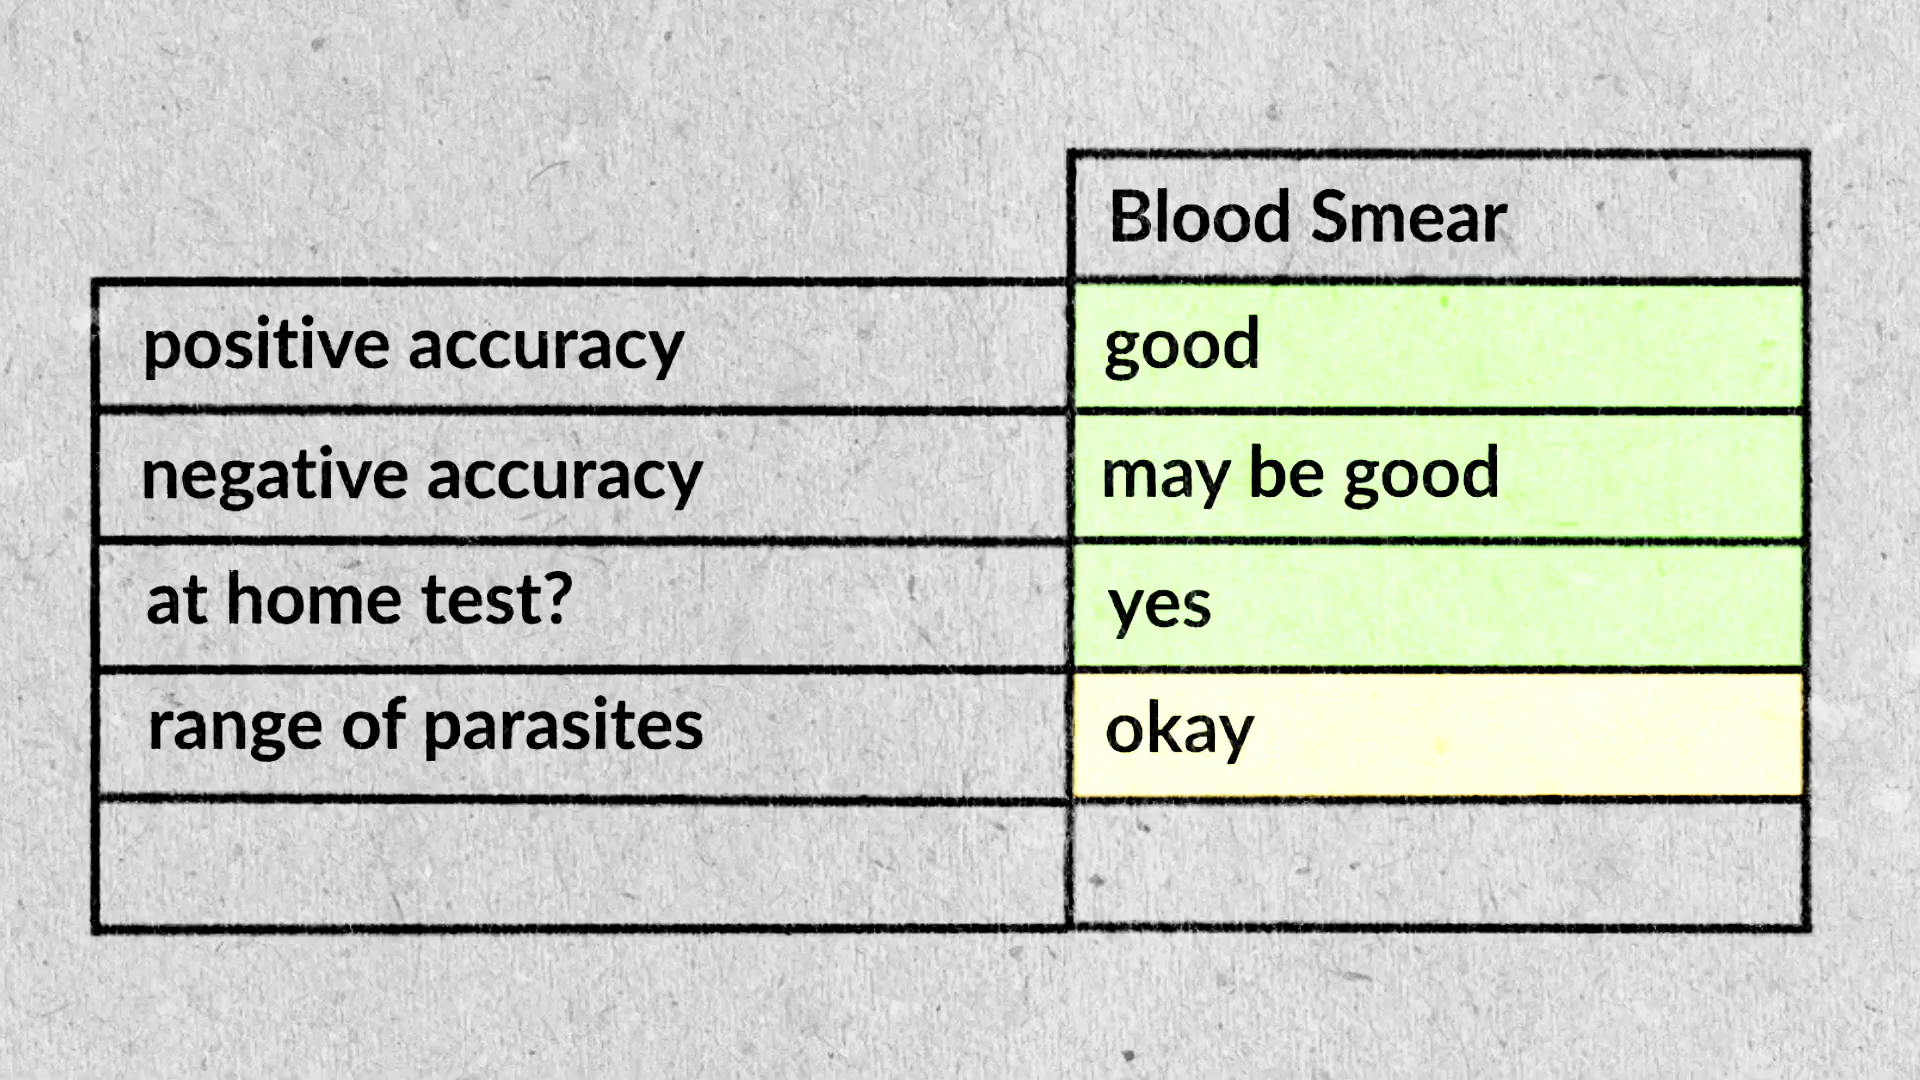 Blood Smear
positive accuracy
good
negative accuracy
may be good
at home test?
yes
range of parasites
okay